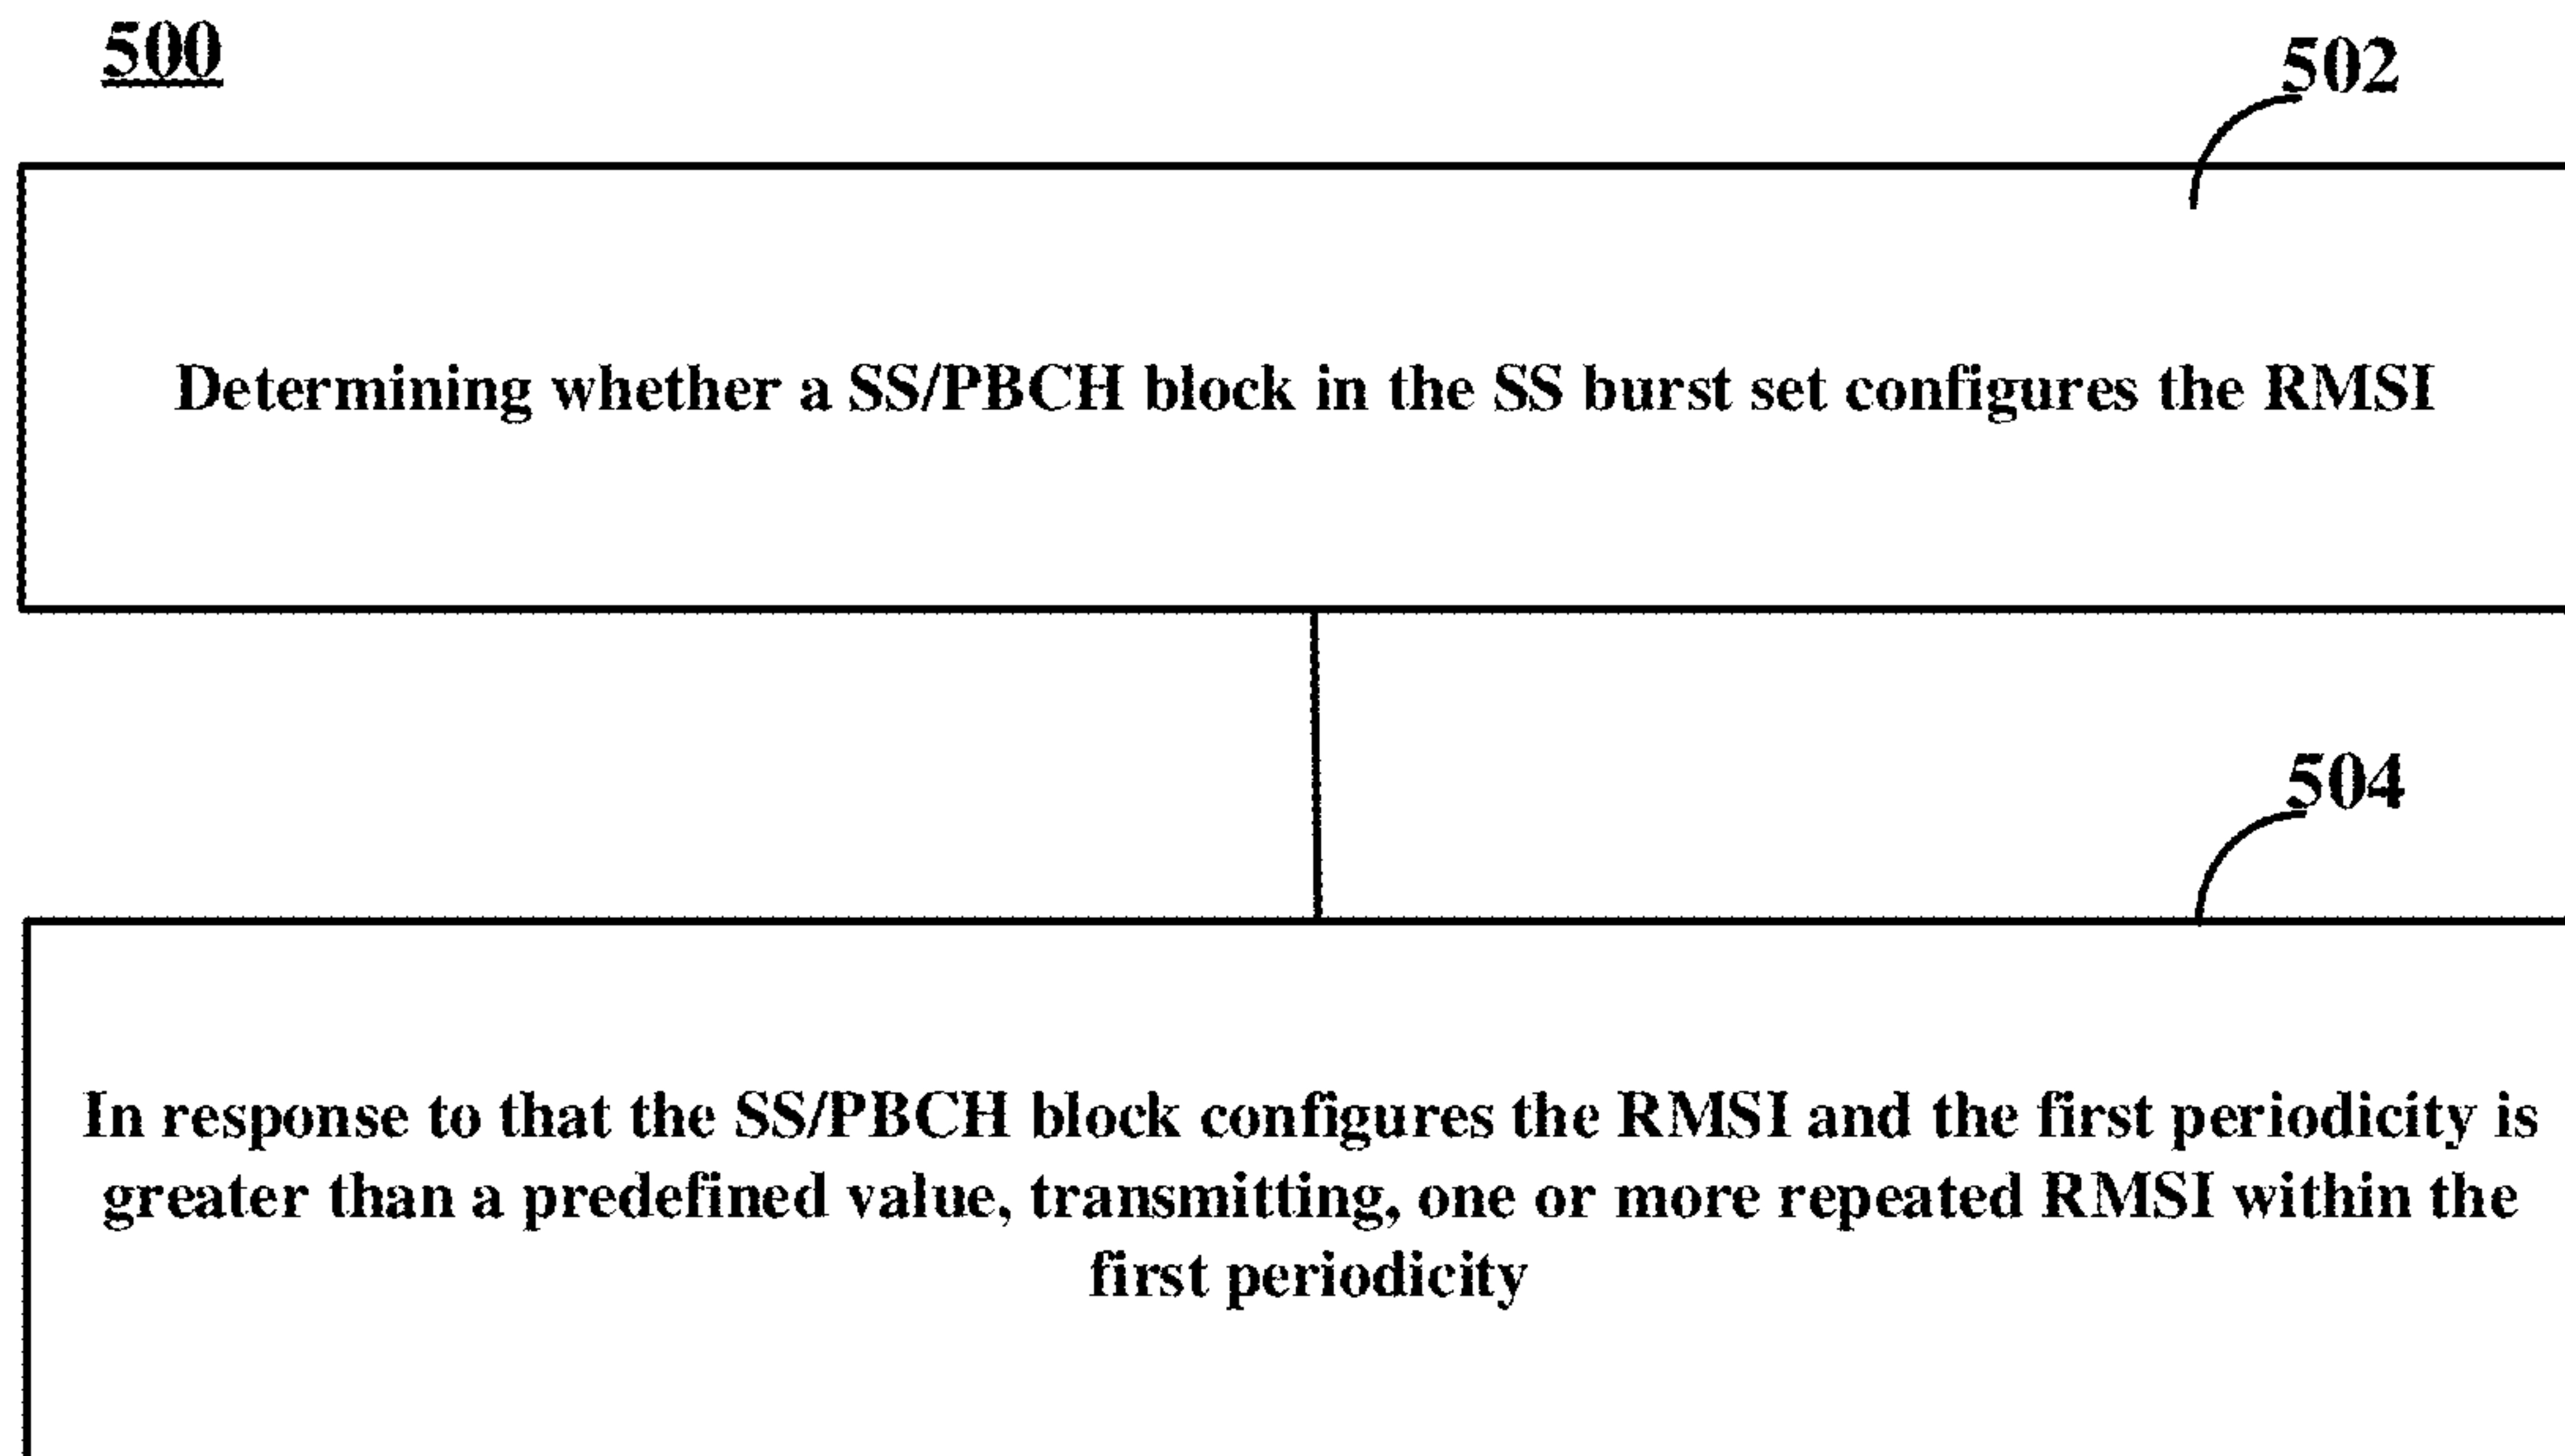 500
502
Determining whether a SS/PBCH block in the SS burst set configures the RMSI
504
In response to that the SS/PBCH block configures the RMSI and the first periodicity is
greater than a predefined value, transmitting, one or more repeated RMSI within the
first periodicity